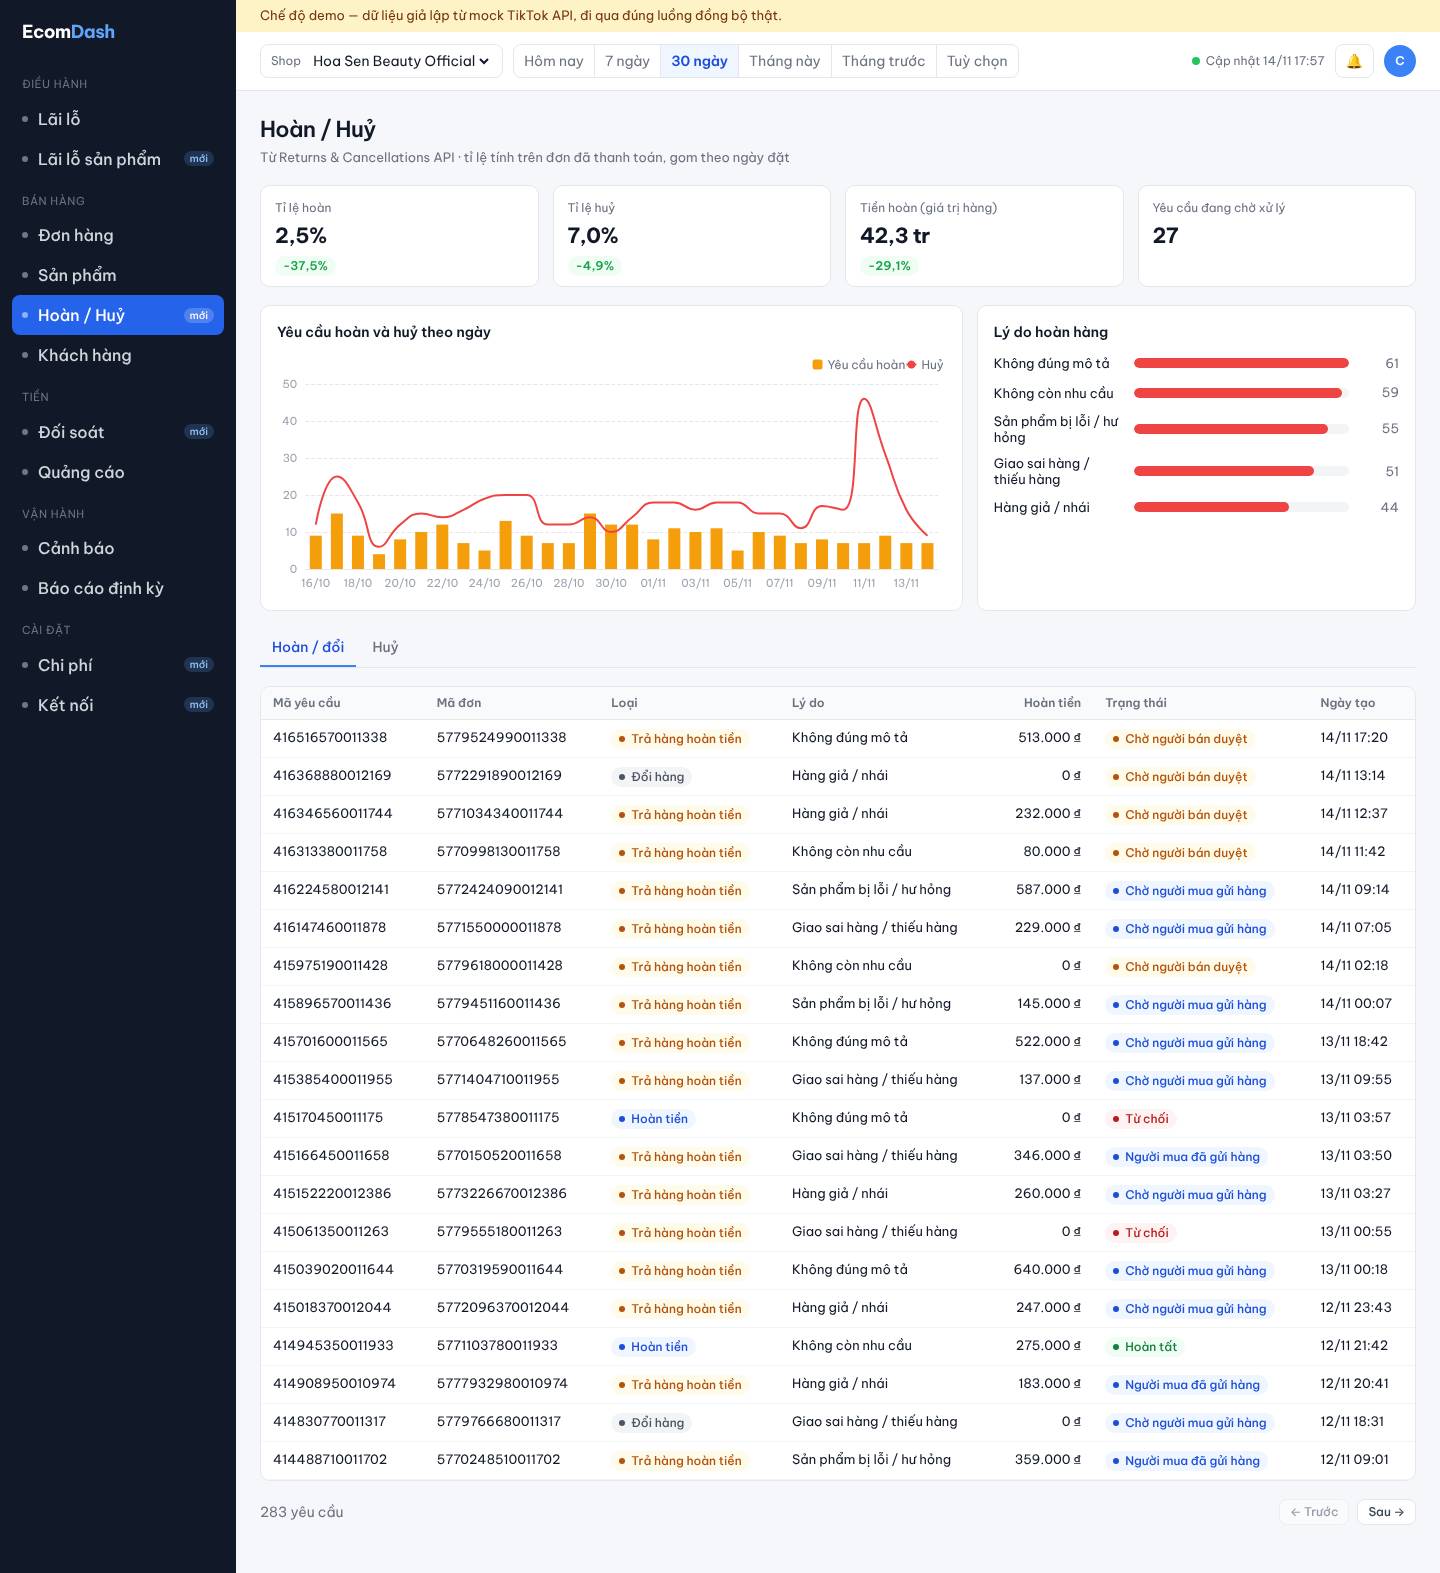 EcomDash
ĐIỀU HÀNH
Lãi lỗ
Lãi lỗ sản phẩm mới
BÁN HÀNG
Đơn hàng
Sản phẩm
Hoàn / Huỷ mới
Khách hàng
TIỀN
Đối soát mới
Quảng cáo
VẬN HÀNH
Cảnh báo
Báo cáo định kỳ
CÀI ĐẶT
Chi phí mới
Kết nối mới
Chế độ demo — dữ liệu giả lập từ mock TikTok API, đi qua đúng luồng đồng bộ thật.
Shop Hoa Sen Beauty Official Hôm nay 7 ngày 30 ngày Tháng này Tháng trước Tuỳ chọn Cập nhật 14/11 17:57 C
Hoàn / Huỷ
Từ Returns & Cancellations API · tỉ lệ tính trên đơn đã thanh toán, gom theo ngày đặt
Tỉ lệ hoàn
2,5%
-37,5%
Tỉ lệ huỷ
7,0%
-4,9%
Tiền hoàn (giá trị hàng)
42,3 tr
-29,1%
Yêu cầu đang chờ xử lý
27
Yêu cầu hoàn và huỷ theo ngày
Yêu cầu hoàn Huỷ
50
40
30
20
10
0
16/10 18/10 20/10 22/10 24/10 26/10 28/10 30/10 01/11 03/11 05/11 07/11 09/11 11/11 13/11
Lý do hoàn hàng
Không đúng mô tả 61
Không còn nhu cầu 59
Sản phẩm bị lỗi / hư
hỏng 55
Giao sai hàng /
thiếu hàng 51
Hàng giả / nhái 44
Hoàn / đổi Huỷ
Mã yêu cầu Mã đơn Loại Lý do Hoàn tiền Trạng thái Ngày tạo
416516570011338 5779524990011338 Trả hàng hoàn tiền Không đúng mô tả 513.000 ₫ Chờ người bán duyệt 14/11 17:20
416368880012169 5772291890012169 Đổi hàng Hàng giả / nhái 0 ₫ Chờ người bán duyệt 14/11 13:14
416346560011744 5771034340011744 Trả hàng hoàn tiền Hàng giả / nhái 232.000 ₫ Chờ người bán duyệt 14/11 12:37
416313380011758 5770998130011758 Trả hàng hoàn tiền Không còn nhu cầu 80.000 ₫ Chờ người bán duyệt 14/11 11:42
416224580012141 5772424090012141 Trả hàng hoàn tiền Sản phẩm bị lỗi / hư hỏng 587.000 ₫ Chờ người mua gửi hàng 14/11 09:14
416147460011878 5771550000011878 Trả hàng hoàn tiền Giao sai hàng / thiếu hàng 229.000 ₫ Chờ người mua gửi hàng 14/11 07:05
415975190011428 5779618000011428 Trả hàng hoàn tiền Không còn nhu cầu 0 ₫ Chờ người bán duyệt 14/11 02:18
415896570011436 5779451160011436 Trả hàng hoàn tiền Sản phẩm bị lỗi / hư hỏng 145.000 ₫ Chờ người mua gửi hàng 14/11 00:07
415701600011565 5770648260011565 Trả hàng hoàn tiền Không đúng mô tả 522.000 ₫ Chờ người mua gửi hàng 13/11 18:42
415385400011955 5771404710011955 Trả hàng hoàn tiền Giao sai hàng / thiếu hàng 137.000 ₫ Chờ người mua gửi hàng 13/11 09:55
415170450011175 5778547380011175 Hoàn tiền Không đúng mô tả 0 ₫ Từ chối 13/11 03:57
415166450011658 5770150520011658 Trả hàng hoàn tiền Giao sai hàng / thiếu hàng 346.000 ₫ Người mua đã gửi hàng 13/11 03:50
415152220012386 5773226670012386 Trả hàng hoàn tiền Hàng giả / nhái 260.000 ₫ Chờ người mua gửi hàng 13/11 03:27
415061350011263 5779555180011263 Trả hàng hoàn tiền Giao sai hàng / thiếu hàng 0 ₫ Từ chối 13/11 00:55
415039020011644 5770319590011644 Trả hàng hoàn tiền Không đúng mô tả 640.000 ₫ Chờ người mua gửi hàng 13/11 00:18
415018370012044 5772096370012044 Trả hàng hoàn tiền Hàng giả / nhái 247.000 ₫ Chờ người mua gửi hàng 12/11 23:43
414945350011933 5771103780011933 Hoàn tiền Không còn nhu cầu 275.000 ₫ Hoàn tất 12/11 21:42
414908950010974 5777932980010974 Trả hàng hoàn tiền Hàng giả / nhái 183.000 ₫ Người mua đã gửi hàng 12/11 20:41
414830770011317 5779766680011317 Đổi hàng Giao sai hàng / thiếu hàng 0 ₫ Chờ người mua gửi hàng 12/11 18:31
414488710011702 5770248510011702 Trả hàng hoàn tiền Sản phẩm bị lỗi / hư hỏng 359.000 ₫ Người mua đã gửi hàng 12/11 09:01
283 yêu cầu ← Trước Sau →